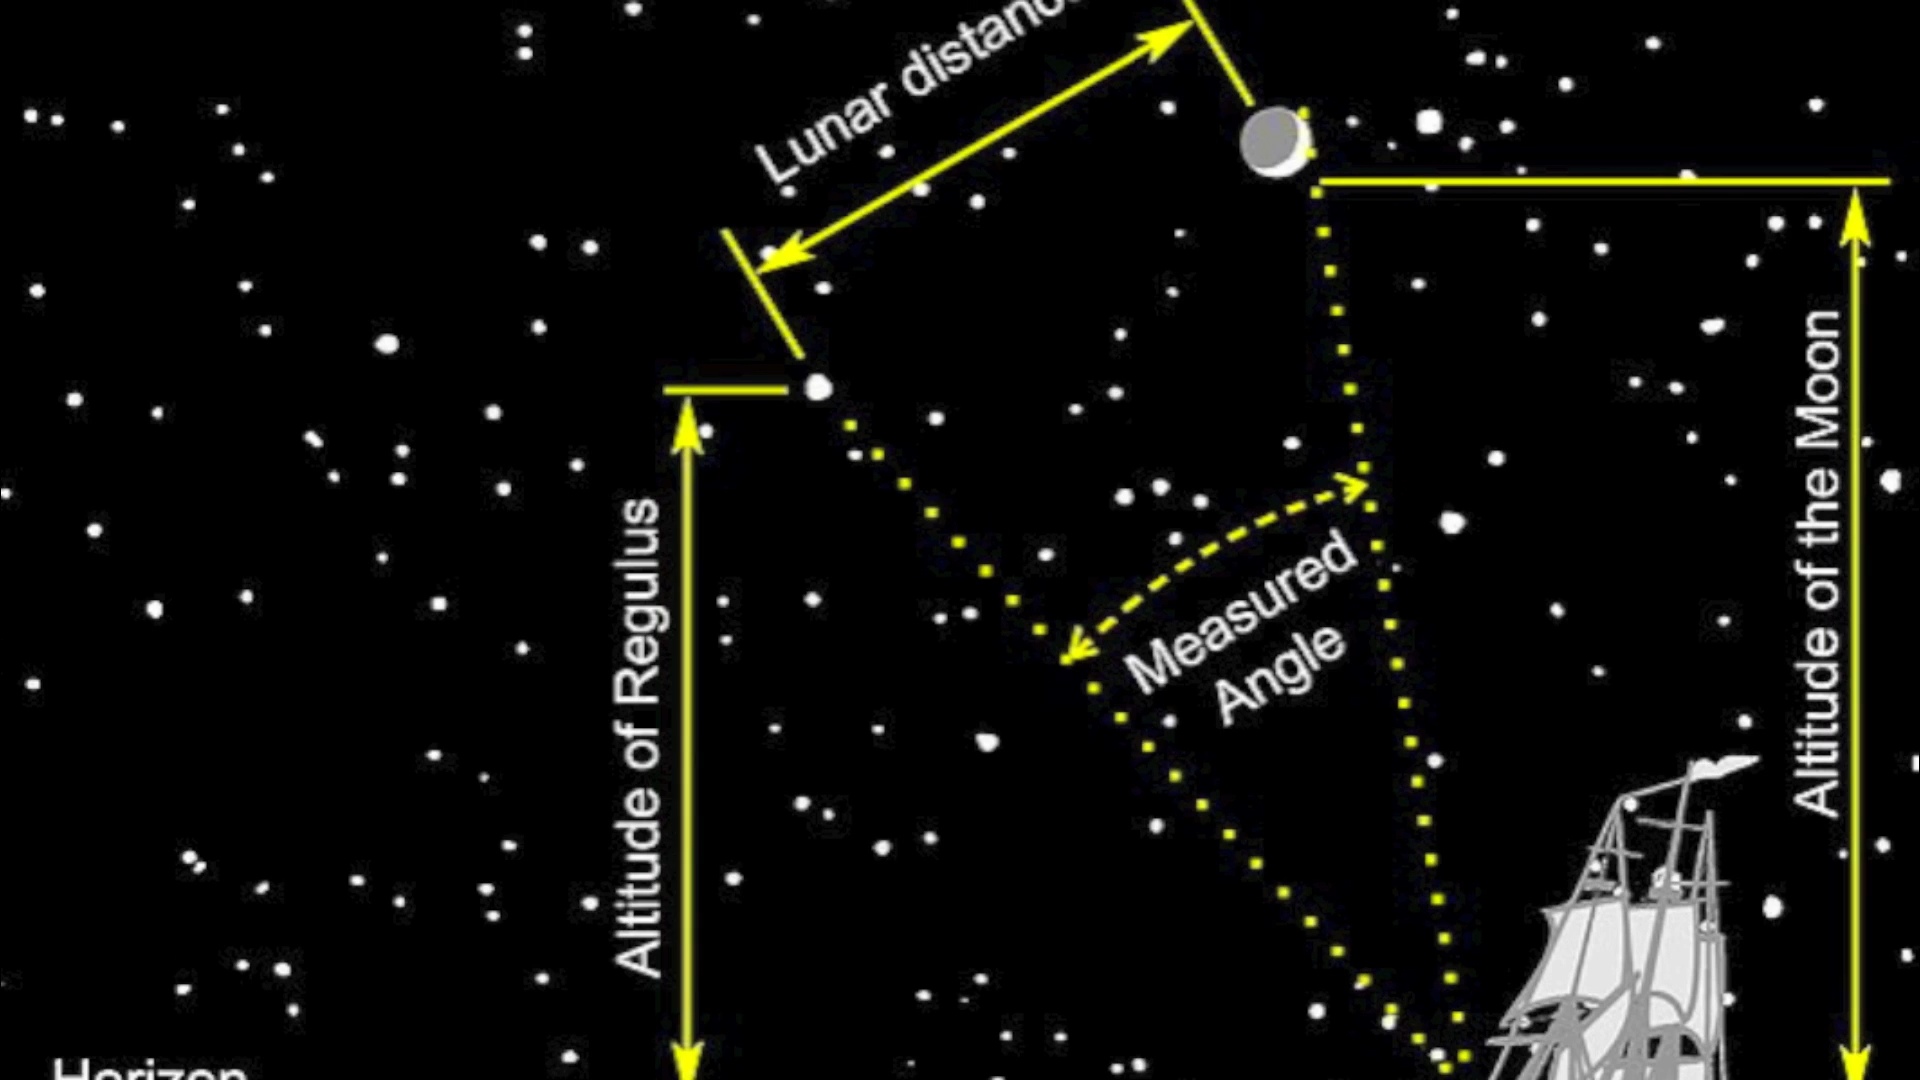 Lunar distanc
Altitude of the Moon
Altitude of Regulus
Measured
Angle
Horizon